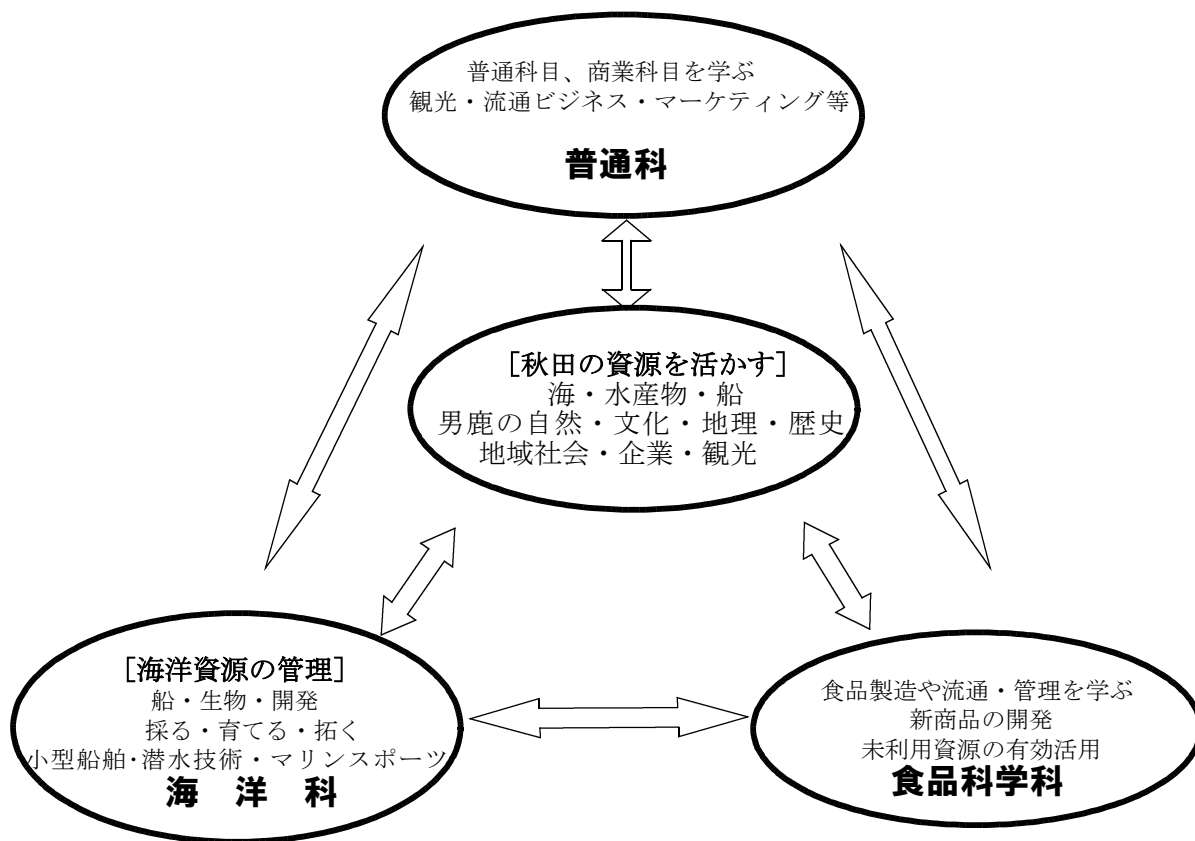 普通科目、商業科目を学ぶ
観光・流通ビジネス・マーケティング等
普通科
［秋田の資源を活かす］
海・水産物・船
男鹿の自然・文化・地理・歴史
地域社会・企業・観光
［海洋資源の管理］
船・生物・開発
採る・育てる・拓く
小型船舶・潜水技術・マリンスポーツ
海　洋　科
食品製造や流通・管理を学ぶ
新商品の開発
未利用資源の有効活用
食品科学科